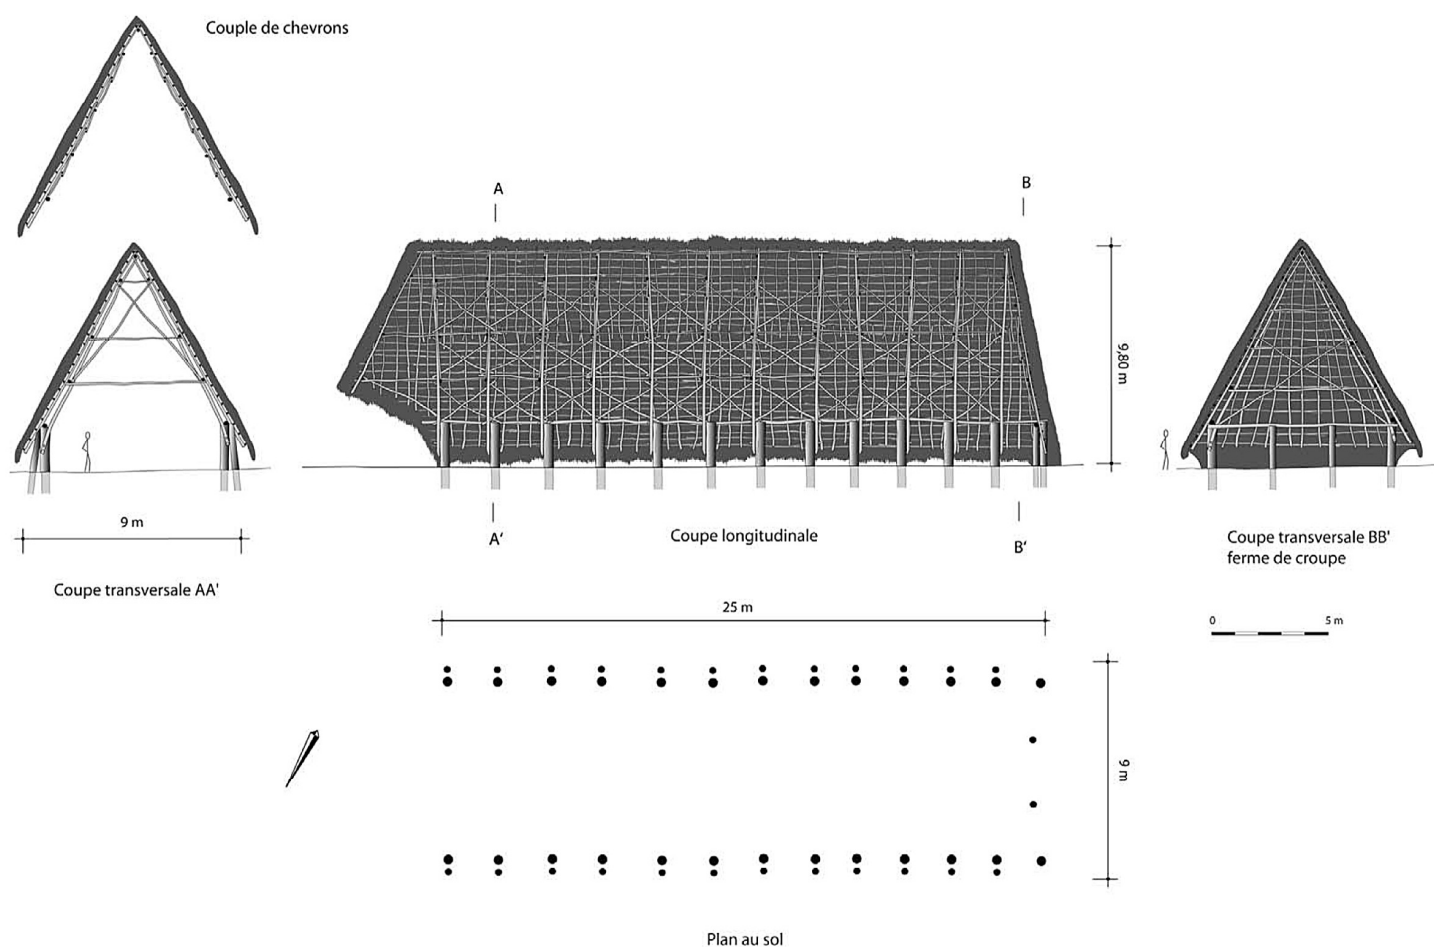 Couple de chevrons
A
B
9,80 m
9 m
A'
Coupe longitudinale
B'
Coupe transversale BB'
ferme de croupe
Coupe transversale AA'
25 m
0 5 m
9 m
Plan au sol